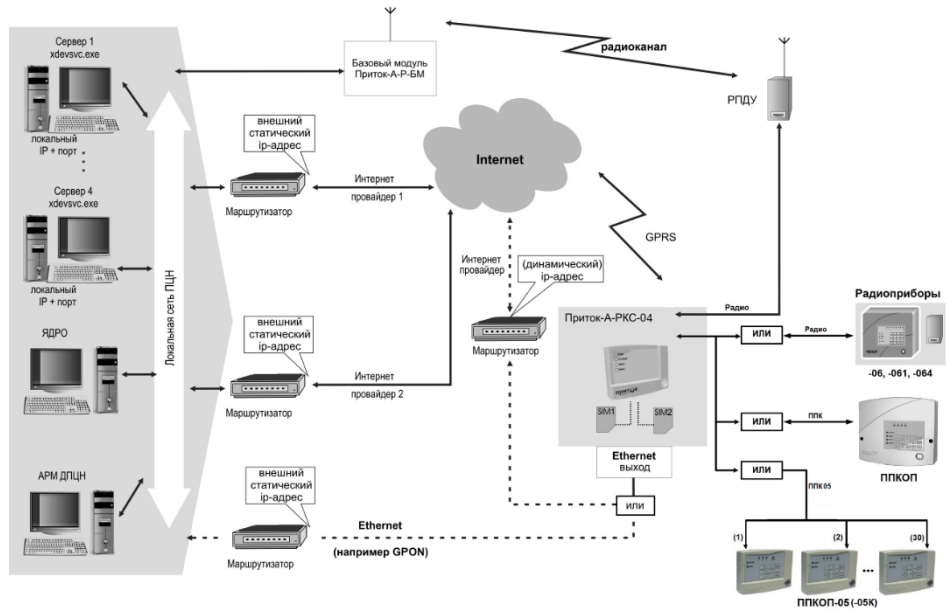 Сервер 1
xdevsvc.exe
локальный
IP + порт
Сервер 4
xdevsvc.exe
локальный
IP + порт
ЯДРО
АРМ ДПЦН
Локальная сеть ПЦН
Базовый модуль
Приток-А-Р-БМ
радиоканал
РПДУ
внешний
статический
ip-адрес
Маршрутизатор
Интернет
провайдер 1
Internet
GPRS
Интернет
провайдер
(динамический)
ip-адрес
Маршрутизатор
внешний
статический
ip-адрес
Маршрутизатор
Интернет
провайдер 2
Приток-А-РКС-04
SIM1
SIM2
Ethernet
выход
или
внешний
статический
ip-адрес
Маршрутизатор
Ethernet
(например GPON)
Радио
или
Радио
Радиоприборы
-06, -061, -064
или
ППК
ППКОП
или
ППК 05
(1)
(2)
(30)
...
ППКОП-05 (-05К)